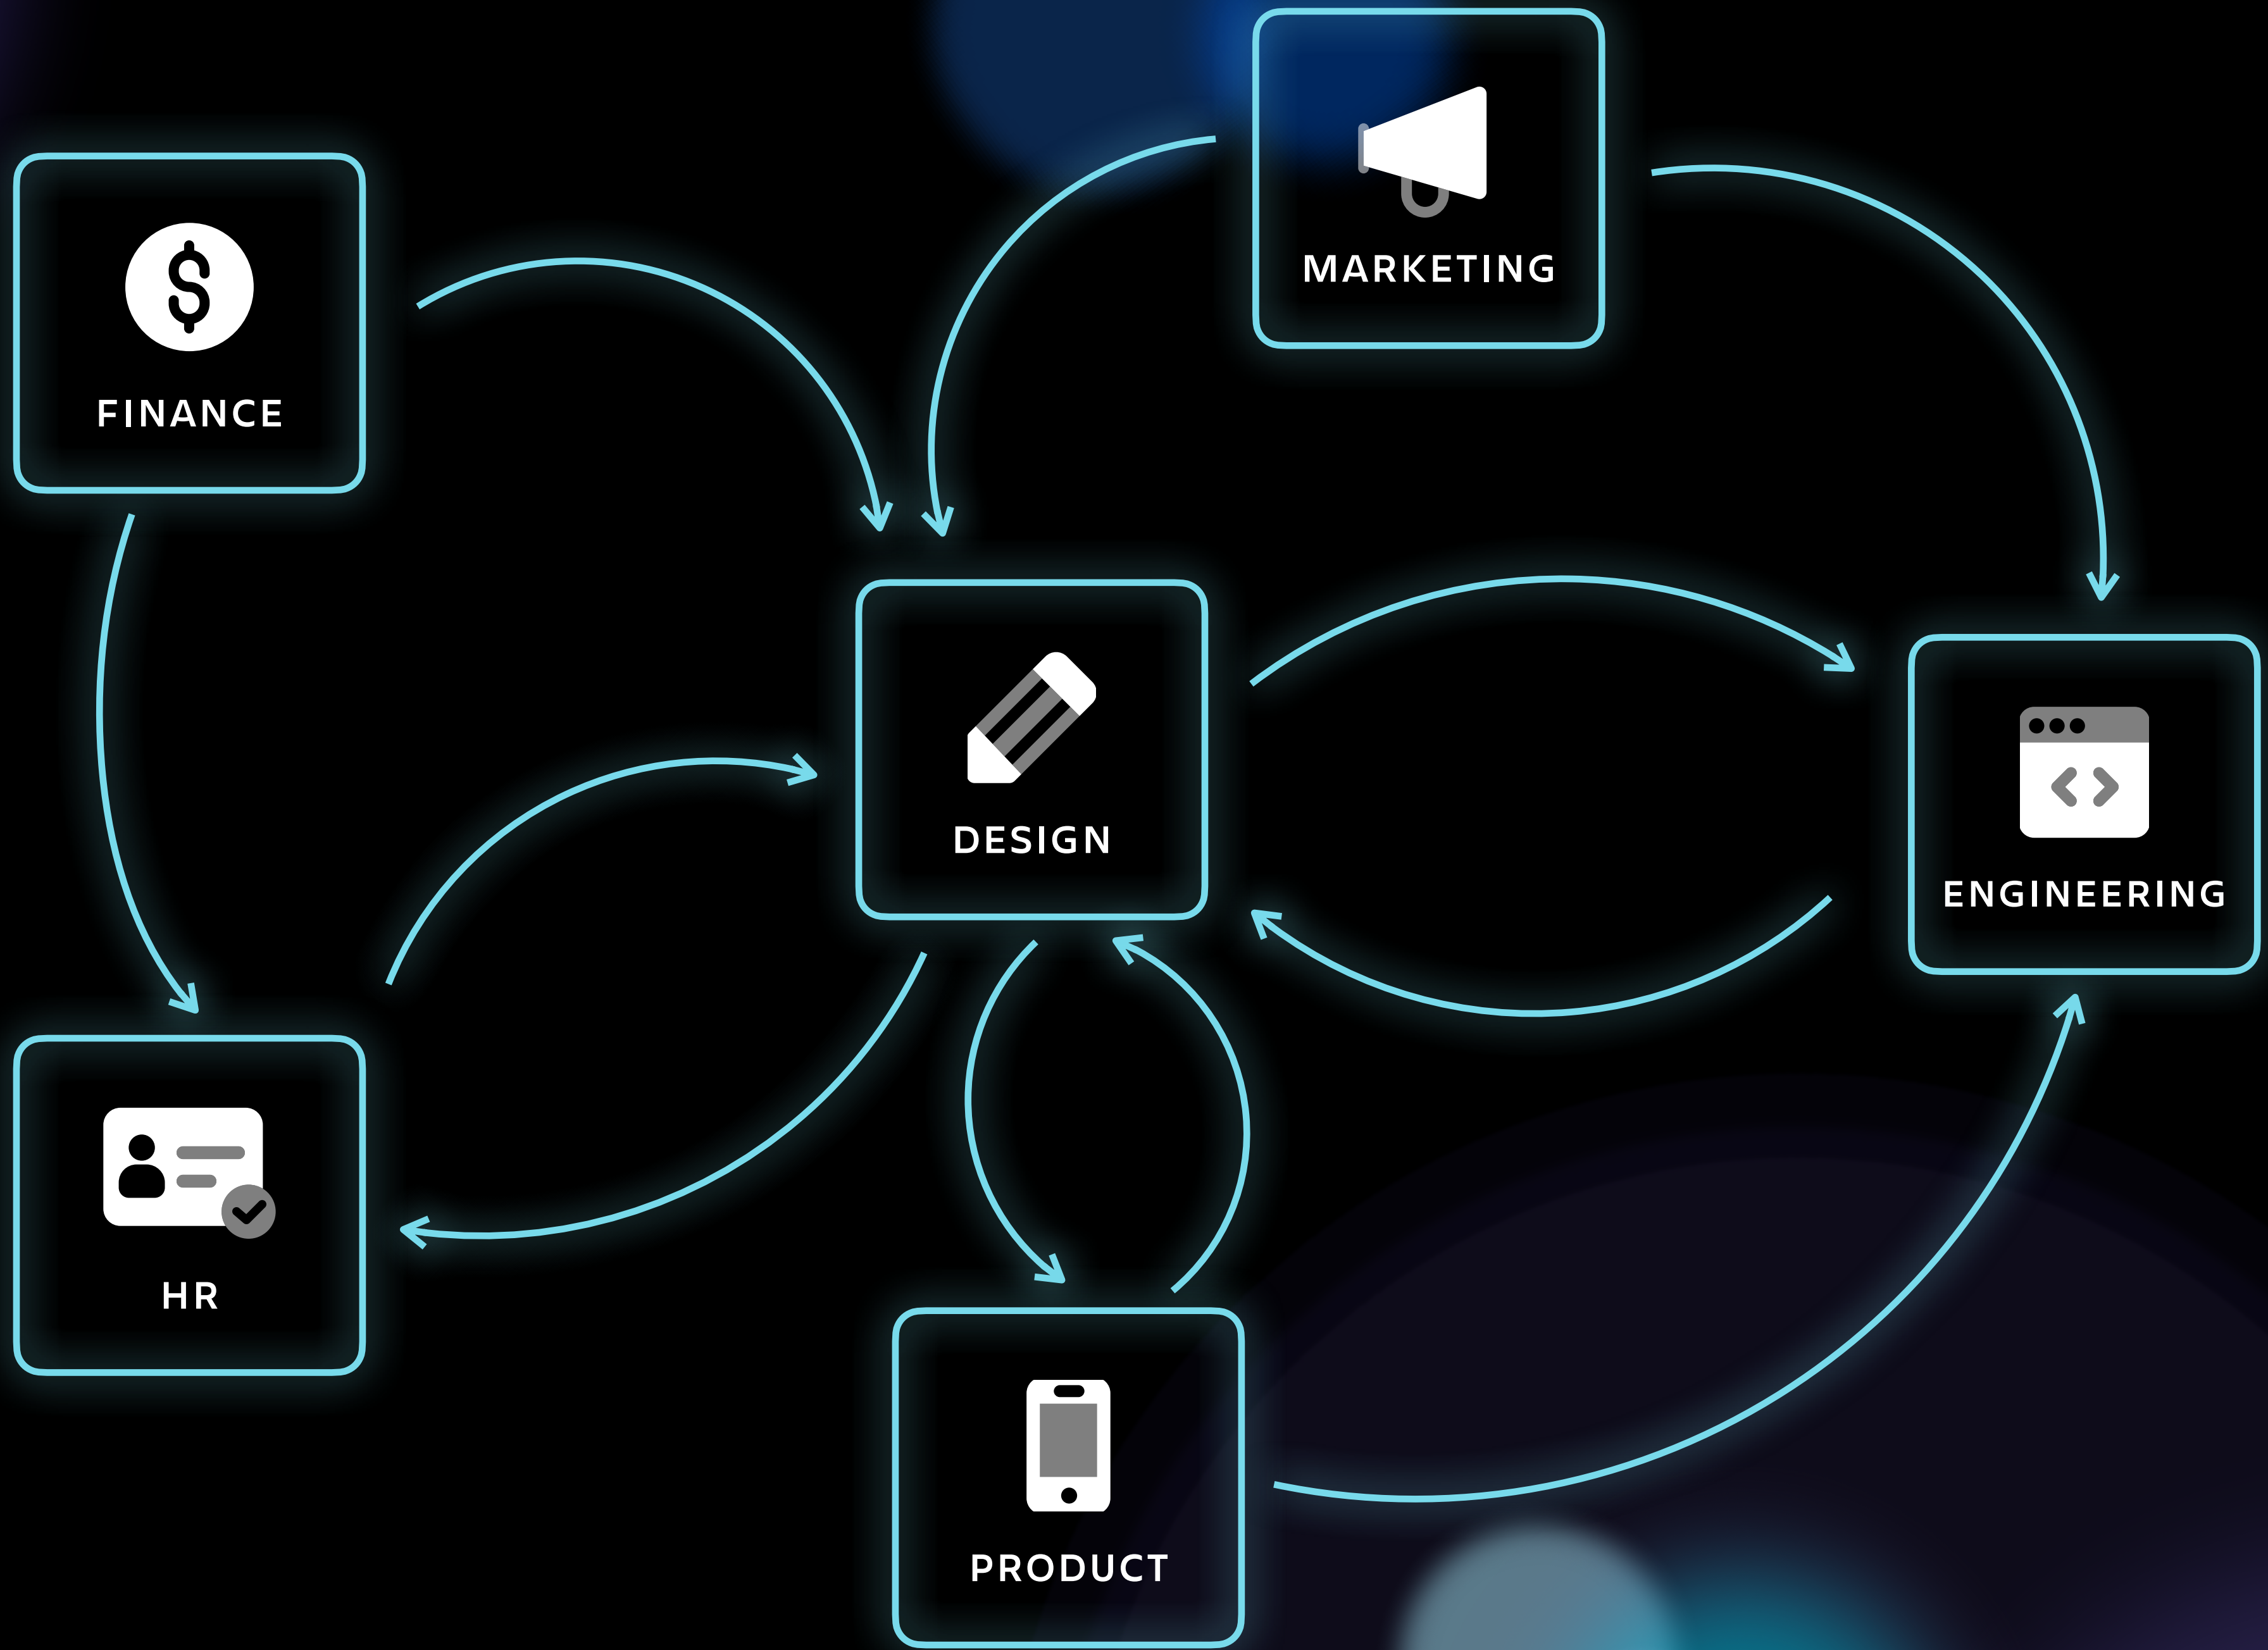 MARKETING
FINANCE
DESIGN
ENGINEERING
HR
PRODUCT